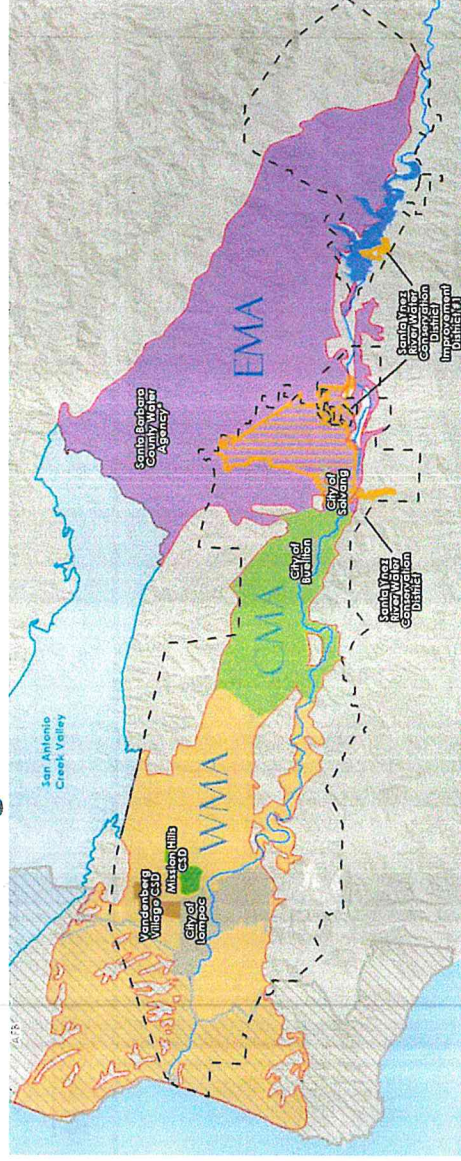 AFB
San Antonio
Creek Valley
Vandenberg
Village CSD
Mission Hills
CSD
City of
Lompoc
WMA
CMA
City of
Buellton
Santa Ynez
River Water
Conservation
District
City of
Solvang
Santa Barbara
County Water
Agency*
EMA
Santa Ynez
River Water
Conservation
District
Improvement
District #1